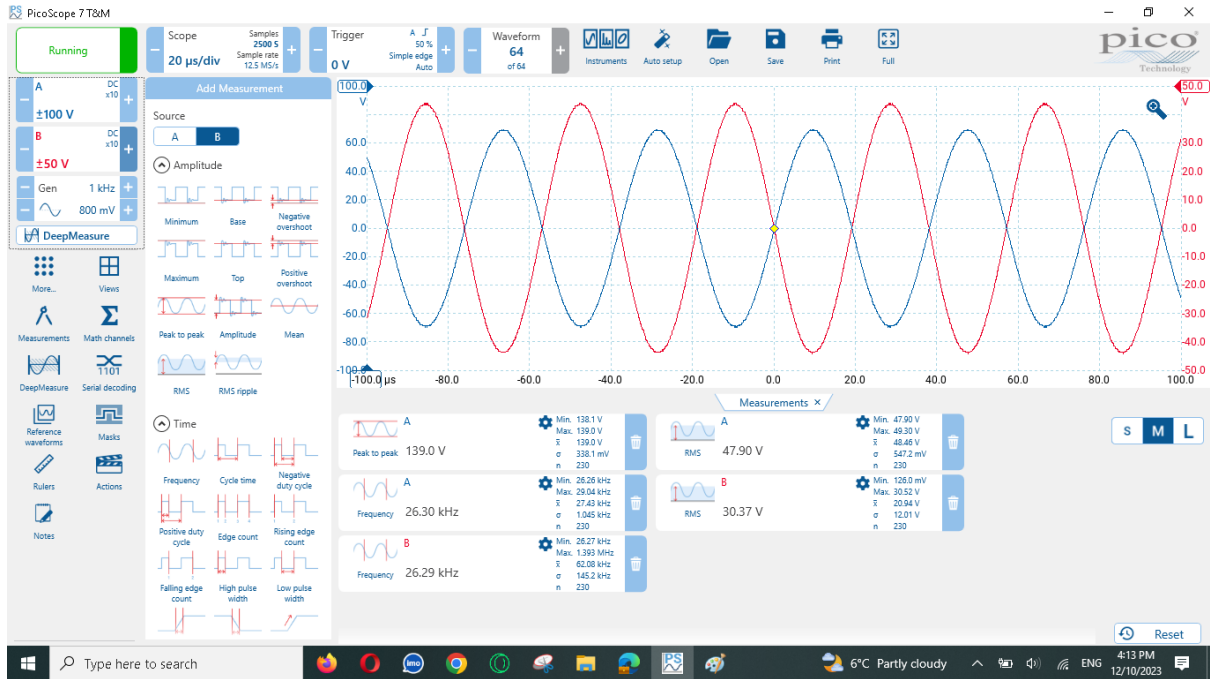 PicoScope 7 T&M
Running
Scope
20 µs/div
Samples
2500 S
Sample rate
12.5 MS/s
Trigger
0 V
A
50 %
Simple edge
Auto
Waveform
64
of 64
Instruments
Auto setup
Open
Save
Print
Full
pico
Technology
A
DC
x10
±100 V
B
DC
x10
±50 V
Gen
1 kHz
800 mV
DeepMeasure
More...
Views
Measurements
Math channels
DeepMeasure
Serial decoding
1101
Reference
waveforms
Masks
Rulers
Actions
Notes
Add Measurement
Source
A
B
Amplitude
Minimum
Base
Negative
overshoot
Maximum
Top
Positive
overshoot
Peak to peak
Amplitude
Mean
RMS
RMS ripple
Time
Frequency
Cycle time
Negative
duty cycle
Positive duty
cycle
Edge count
Rising edge
count
Falling edge
count
High pulse
width
Low pulse
width
100.0
V
60.0
40.0
20.0
0.0
-20.0
-40.0
-60.0
-80.0
-100.0
50.0
V
30.0
20.0
10.0
0.0
-10.0
-20.0
-30.0
-40.0
-50.0
-100.0 µs
-80.0
-60.0
-40.0
-20.0
0.0
20.0
40.0
60.0
80.0
100.0
Measurements ×
A
Peak to peak
139.0 V
Min. 138.1 V
Max. 139.0 V
x̄ 139.0 V
σ 338.1 mV
n 230
A
RMS
47.90 V
Min. 47.90 V
Max. 49.30 V
x̄ 48.46 V
σ 547.2 mV
n 230
A
Frequency
26.30 kHz
Min. 26.26 kHz
Max. 29.04 kHz
x̄ 27.43 kHz
σ 1.045 kHz
n 230
B
RMS
30.37 V
Min. 126.0 mV
Max. 30.52 V
x̄ 20.94 V
σ 12.01 V
n 230
B
Frequency
26.29 kHz
Min. 26.27 kHz
Max. 1.393 MHz
x̄ 62.08 kHz
σ 145.2 kHz
n 230
S
M
L
Reset
Type here to search
imo
PS
6°C Partly cloudy
ENG
4:13 PM
12/10/2023